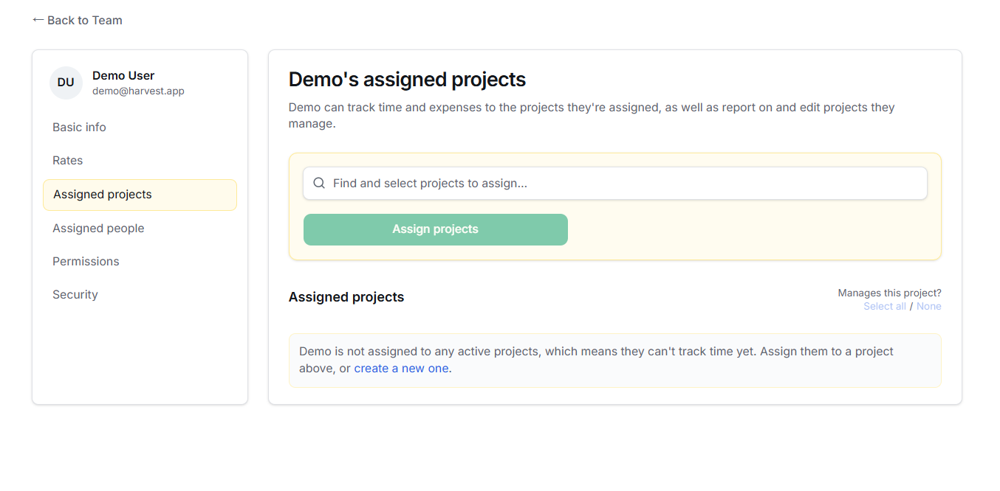 ← Back to Team
DU
Demo User
demo@harvest.app
Basic info
Rates
Assigned projects
Assigned people
Permissions
Security
Demo's assigned projects
Demo can track time and expenses to the projects they're assigned, as well as report on and edit projects they
manage.
Find and select projects to assign...
Assign projects
Assigned projects
Manages this project?
Select all / None
Demo is not assigned to any active projects, which means they can't track time yet. Assign them to a project
above, or create a new one.